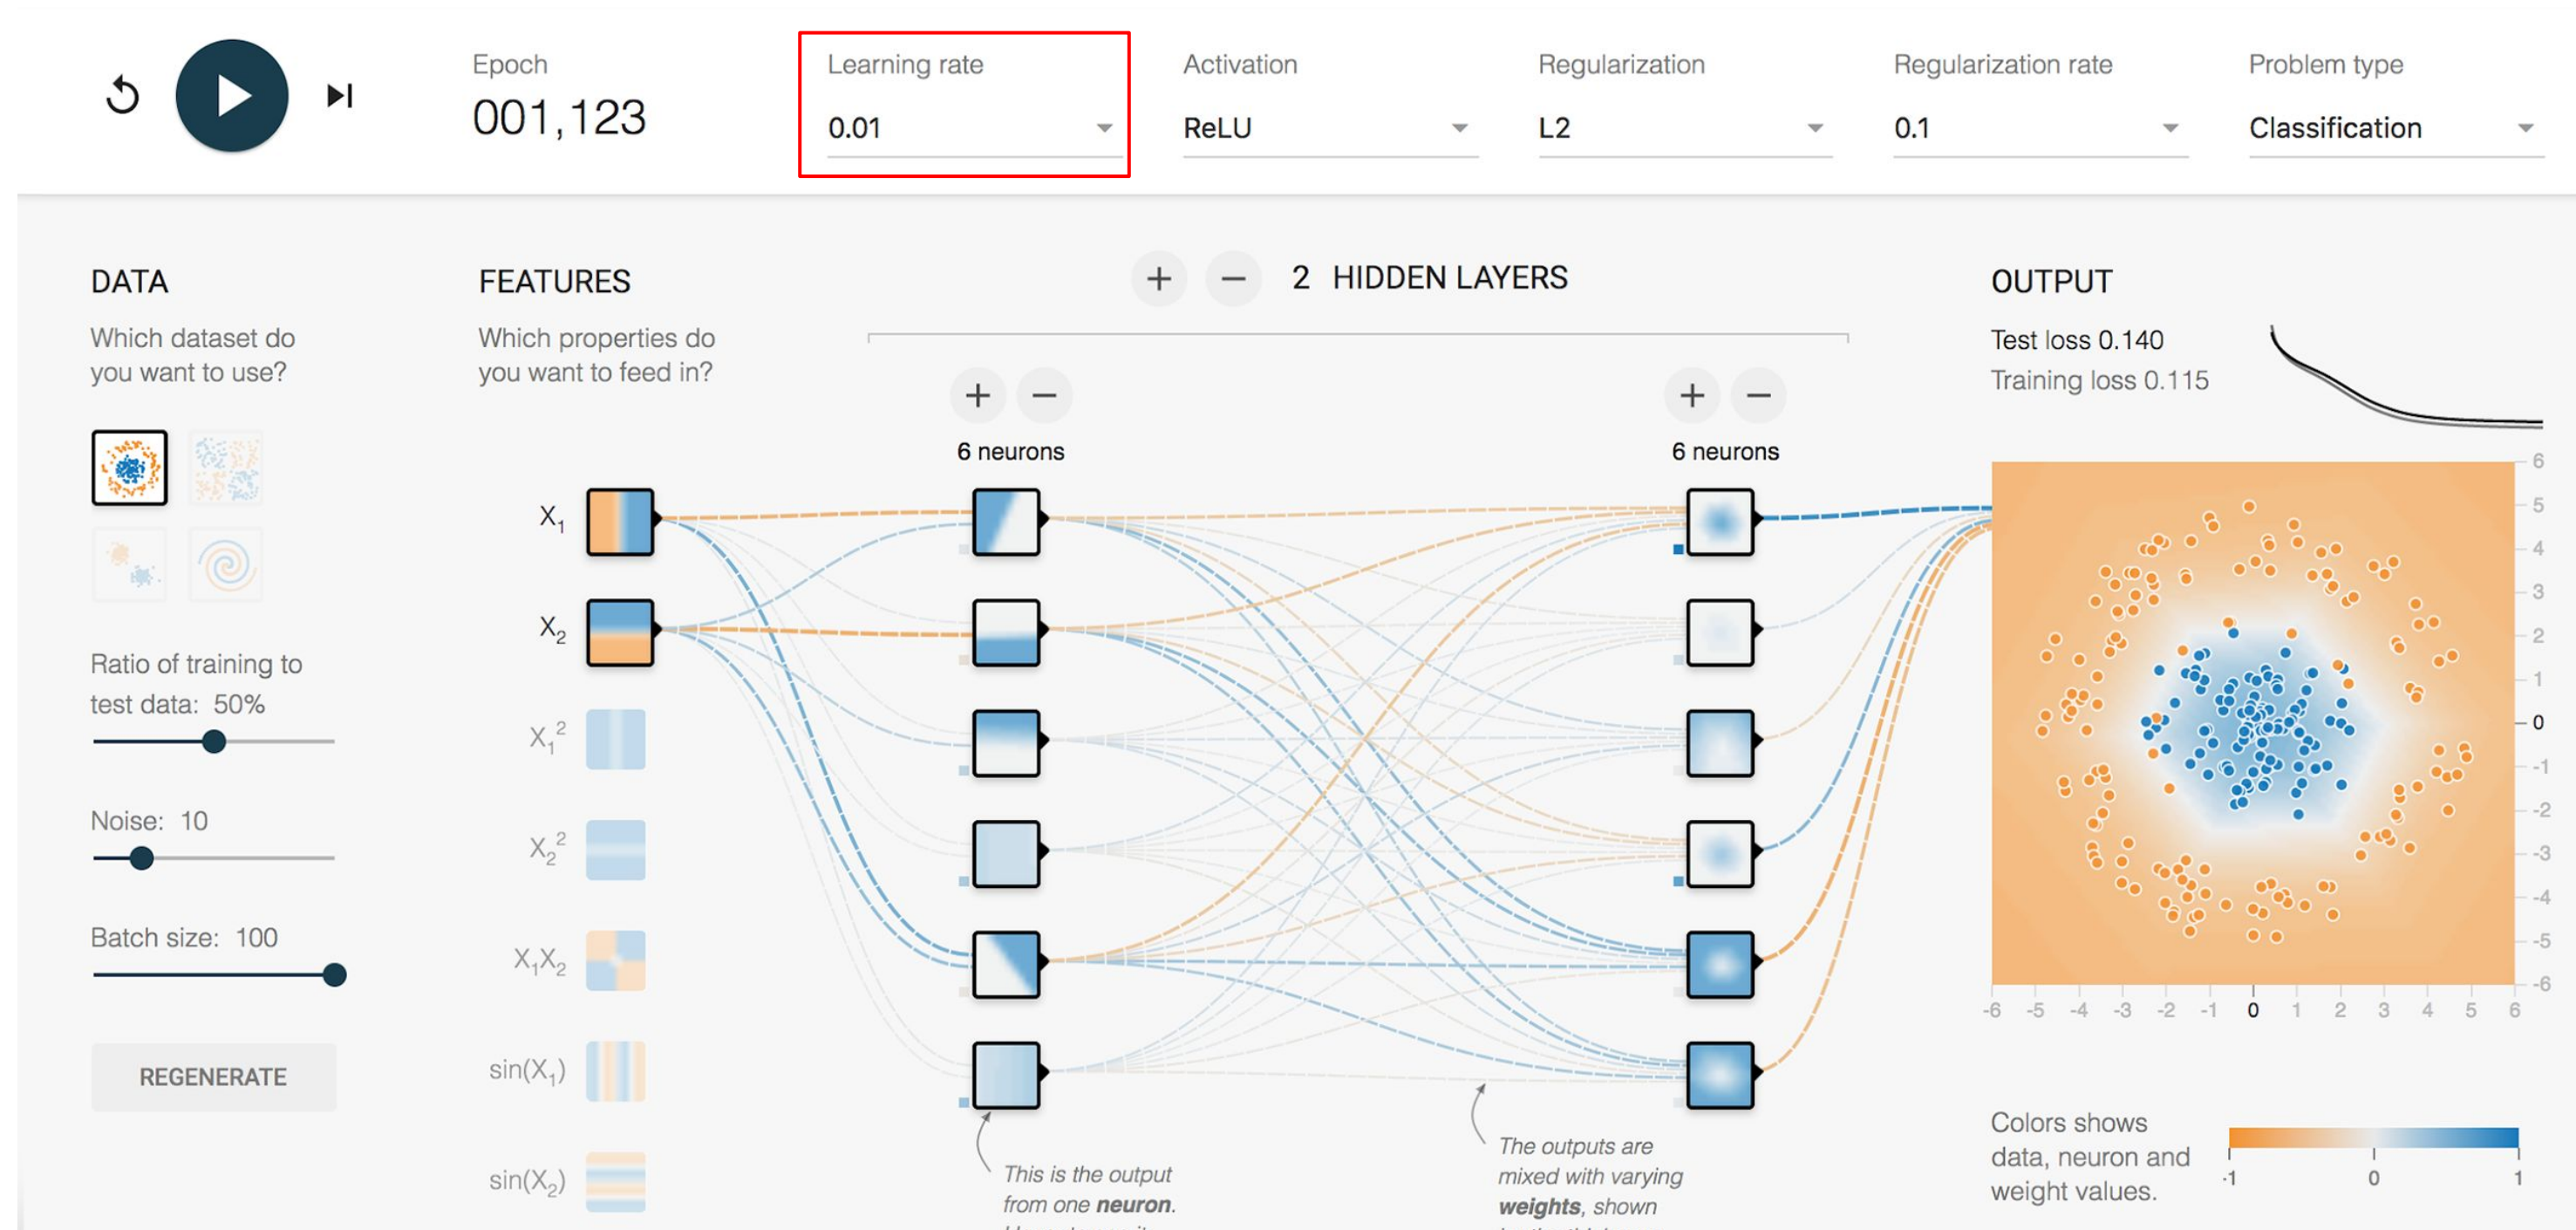 Epoch
001,123
Learning rate
0.01
Activation
ReLU
Regularization
L2
Regularization rate
0.1
Problem type
Classification
DATA
Which dataset do
you want to use?
Ratio of training to
test data: 50%
Noise: 10
Batch size: 100
REGENERATE
FEATURES
Which properties do
you want to feed in?
X1
X2
X1²
X2²
X1X2
sin(X1)
sin(X2)
+ − 2 HIDDEN LAYERS
+ −
6 neurons
+ −
6 neurons
This is the output
from one neuron.
The outputs are
mixed with varying
weights, shown
OUTPUT
Test loss 0.140
Training loss 0.115
6
5
4
3
2
1
0
-1
-2
-3
-4
-5
-6
-6 -5 -4 -3 -2 -1 0 1 2 3 4 5 6
Colors shows
data, neuron and
weight values.
-1 0 1